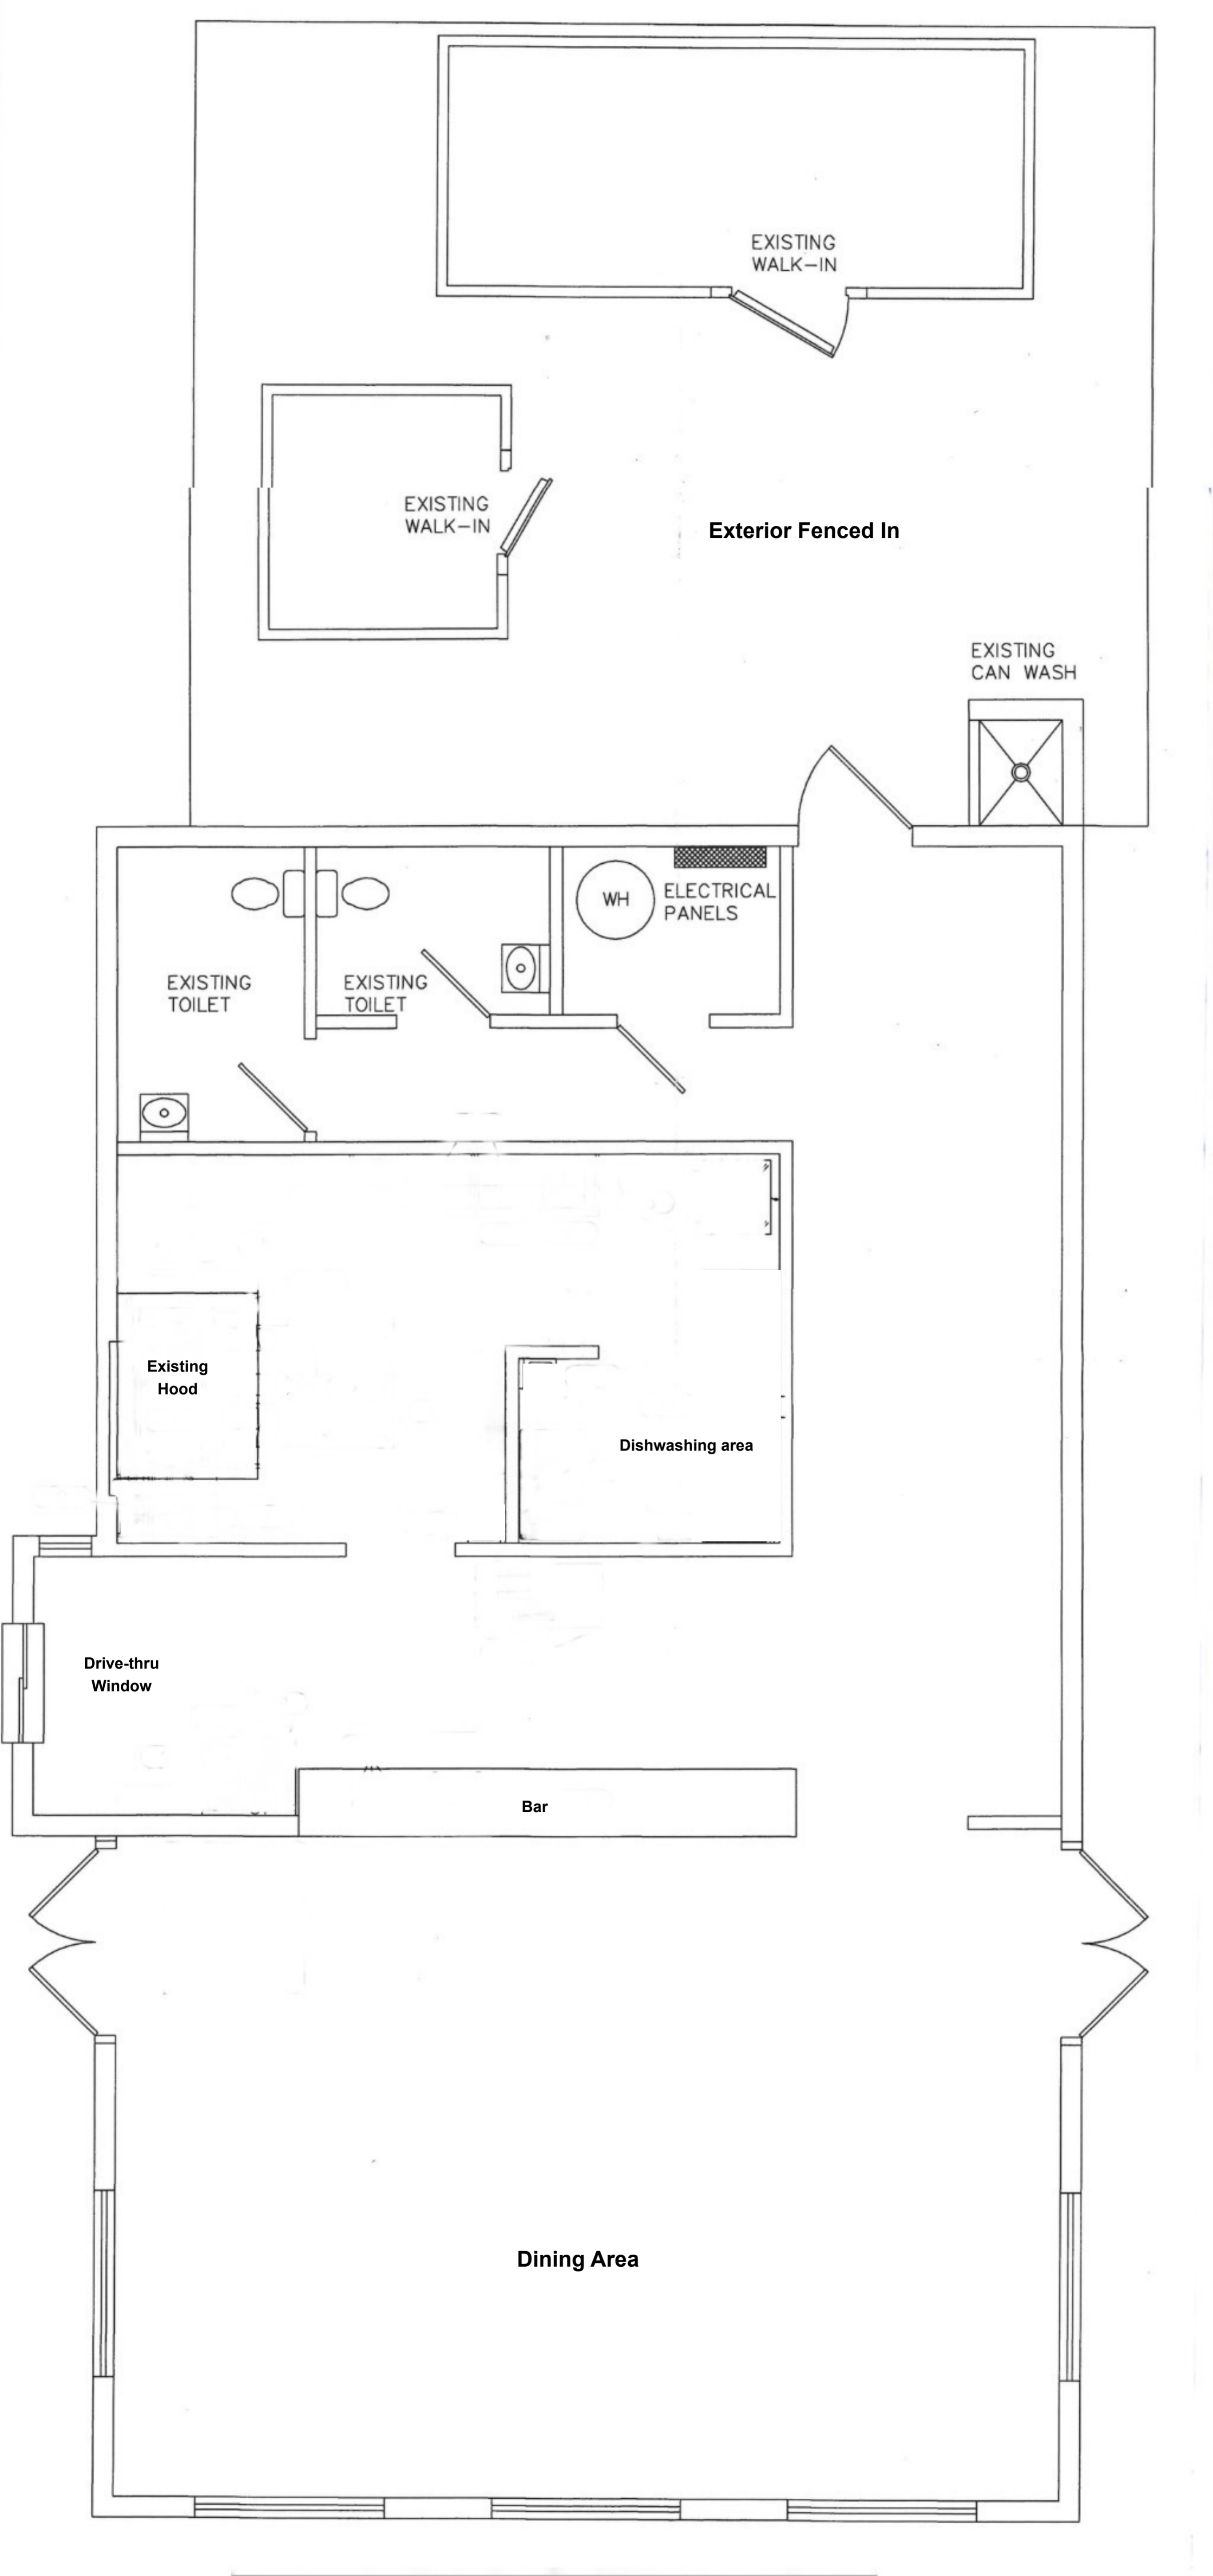 EXISTING
WALK-IN
EXISTING
WALK-IN
Exterior Fenced In
EXISTING
CAN WASH
WH
ELECTRICAL
PANELS
EXISTING
TOILET
EXISTING
TOILET
Existing
Hood
Dishwashing area
Drive-thru
Window
Bar
Dining Area